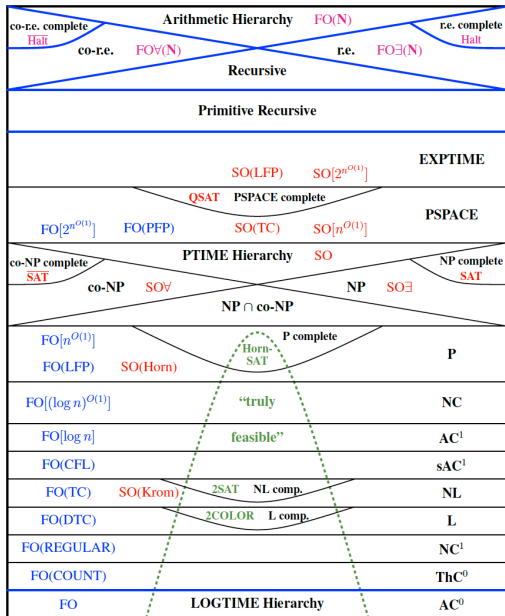 Arithmetic Hierarchy FO(N)
co-r.e. complete
r.e. complete
H̅a̅l̅t̅
Halt
co-r.e. FO∀(N)
r.e. FO∃(N)
Recursive
Primitive Recursive
EXPTIME
SO(LFP) SO[2^{n^{O(1)}}]
QSAT PSPACE complete
PSPACE
FO[2^{n^{O(1)}}] FO(PFP) SO(TC) SO[n^{O(1)}]
PTIME Hierarchy SO
co-NP complete
NP complete
S̅A̅T̅
SAT
co-NP SO∀
NP SO∃
NP ∩ co-NP
FO[n^{O(1)}]
P complete
Horn-
SAT
P
FO(LFP) SO(Horn)
FO[(log n)^{O(1)}] “truly NC
FO[log n] feasible” AC^1
FO(CFL) sAC^1
FO(TC) SO(Krom) 2SAT NL comp. NL
FO(DTC) 2COLOR L comp. L
FO(REGULAR) NC^1
FO(COUNT) ThC^0
FO LOGTIME Hierarchy AC^0